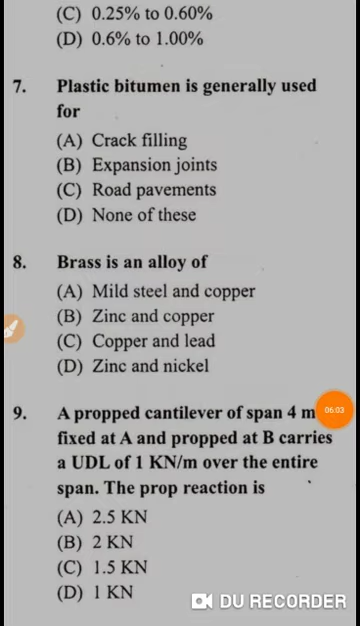 (C) 0.25% to 0.60%
(D) 0.6% to 1.00%
7. Plastic bitumen is generally used
for
(A) Crack filling
(B) Expansion joints
(C) Road pavements
(D) None of these
8. Brass is an alloy of
(A) Mild steel and copper
(B) Zinc and copper
(C) Copper and lead
(D) Zinc and nickel
9. A propped cantilever of span 4 m
06:03
fixed at A and propped at B carries
a UDL of 1 KN/m over the entire
span. The prop reaction is
(A) 2.5 KN
(B) 2 KN
(C) 1.5 KN
(D) 1 KN
DU RECORDER